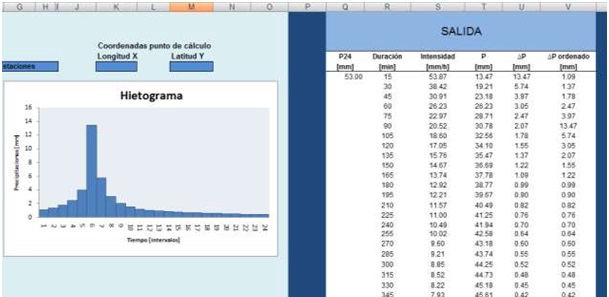 G H I J K L M N O P Q R S T U V
Coordenadas punto de cálculo
Longitud X Latitud Y
staciones
Hietograma
Precipitaciones [mm]
16
14
12
10
8
6
4
2
0
1 2 3 4 5 6 7 8 9 10 11 12 13 14 15 16 17 18 19 20 21 22 23 24
Tiempo [intervalos]
SALIDA
P24 Duración Intensidad P ΔP ΔP ordenado
[mm] [min] [mm/h] [mm] [mm] [mm]
53.00 15 53.87 13.47 13.47 1.09
30 38.42 19.21 5.74 1.37
45 30.91 23.18 3.97 1.78
60 26.23 26.23 3.05 2.47
75 22.97 28.71 2.47 3.97
90 20.52 30.78 2.07 13.47
105 18.60 32.56 1.78 5.74
120 17.05 34.10 1.55 3.05
135 15.76 35.47 1.37 2.07
150 14.67 36.69 1.22 1.55
165 13.74 37.78 1.09 1.22
180 12.92 38.77 0.99 0.99
195 12.21 39.67 0.90 0.90
210 11.57 40.49 0.82 0.82
225 11.00 41.25 0.76 0.76
240 10.49 41.94 0.70 0.70
255 10.02 42.58 0.64 0.64
270 9.60 43.18 0.60 0.60
285 9.21 43.74 0.55 0.55
300 8.85 44.25 0.52 0.52
315 8.52 44.73 0.48 0.48
330 8.22 45.18 0.45 0.45
345 7.93 45.61 0.42 0.42